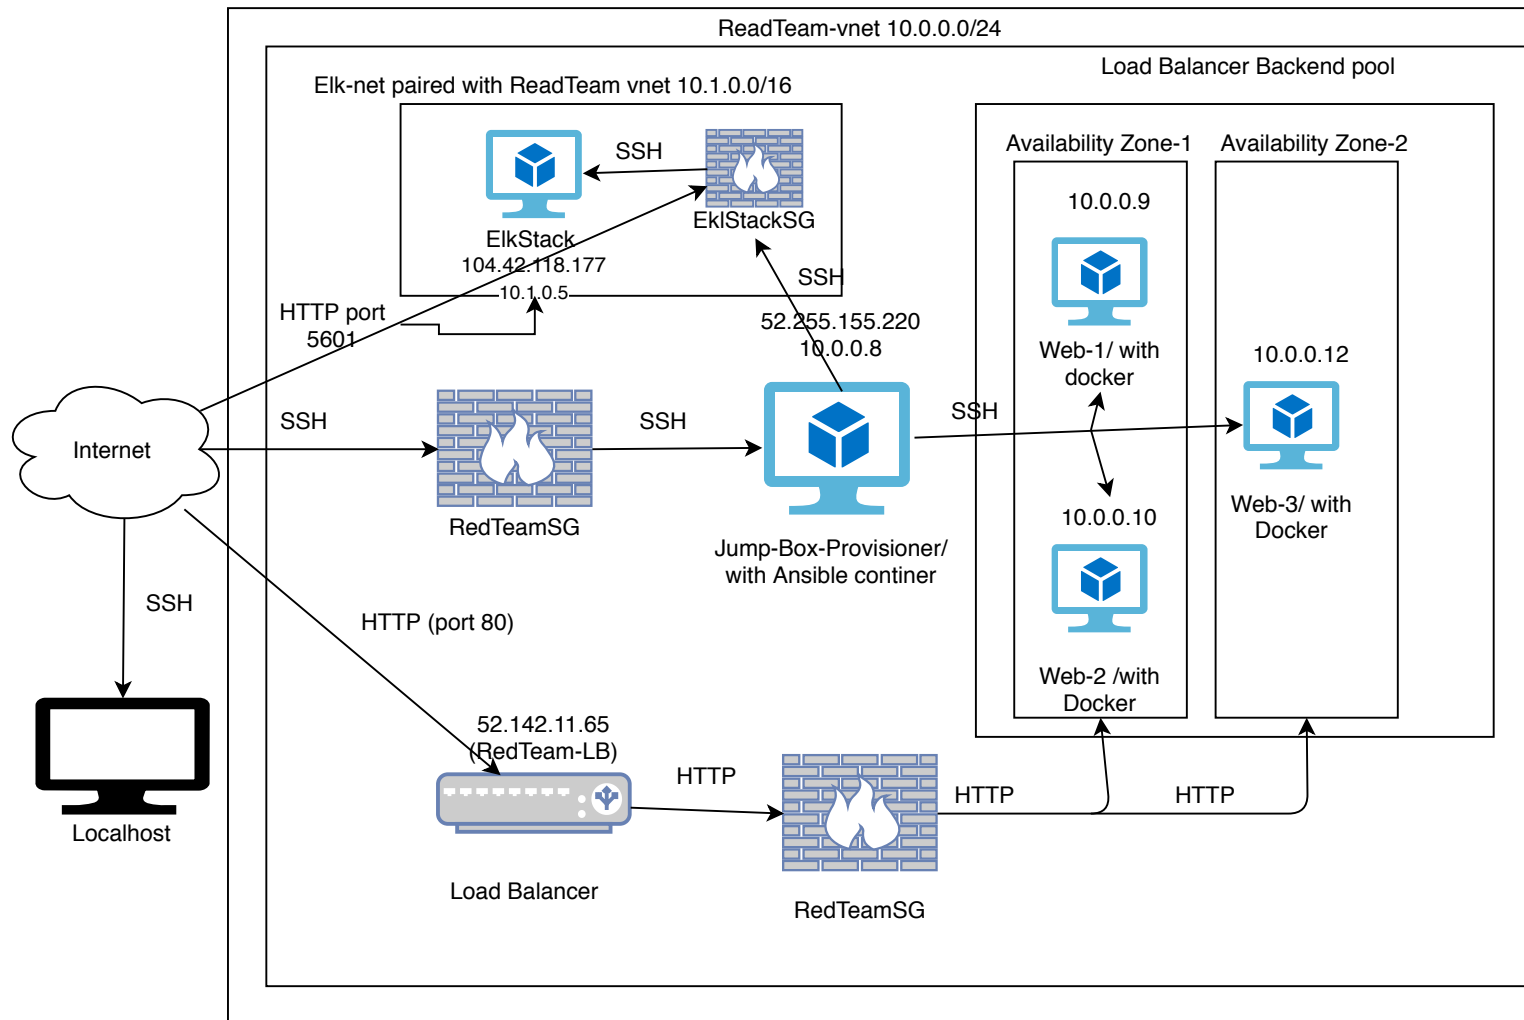 ReadTeam-vnet 10.0.0.0/24
Load Balancer Backend pool
Elk-net paired with ReadTeam vnet 10.1.0.0/16
Availability Zone-1
Availability Zone-2
SSH
EklStackSG
ElkStack
104.42.118.177
10.1.0.5
SSH
10.0.0.9
Web-1/ with
docker
HTTP port
5601
52.255.155.220
10.0.0.8
10.0.0.12
Internet
SSH
SSH
SSH
RedTeamSG
Jump-Box-Provisioner/
with Ansible continer
10.0.0.10
Web-3/ with
Docker
SSH
HTTP (port 80)
Web-2 /with
Docker
52.142.11.65
(RedTeam-LB)
HTTP
HTTP
HTTP
Localhost
Load Balancer
RedTeamSG